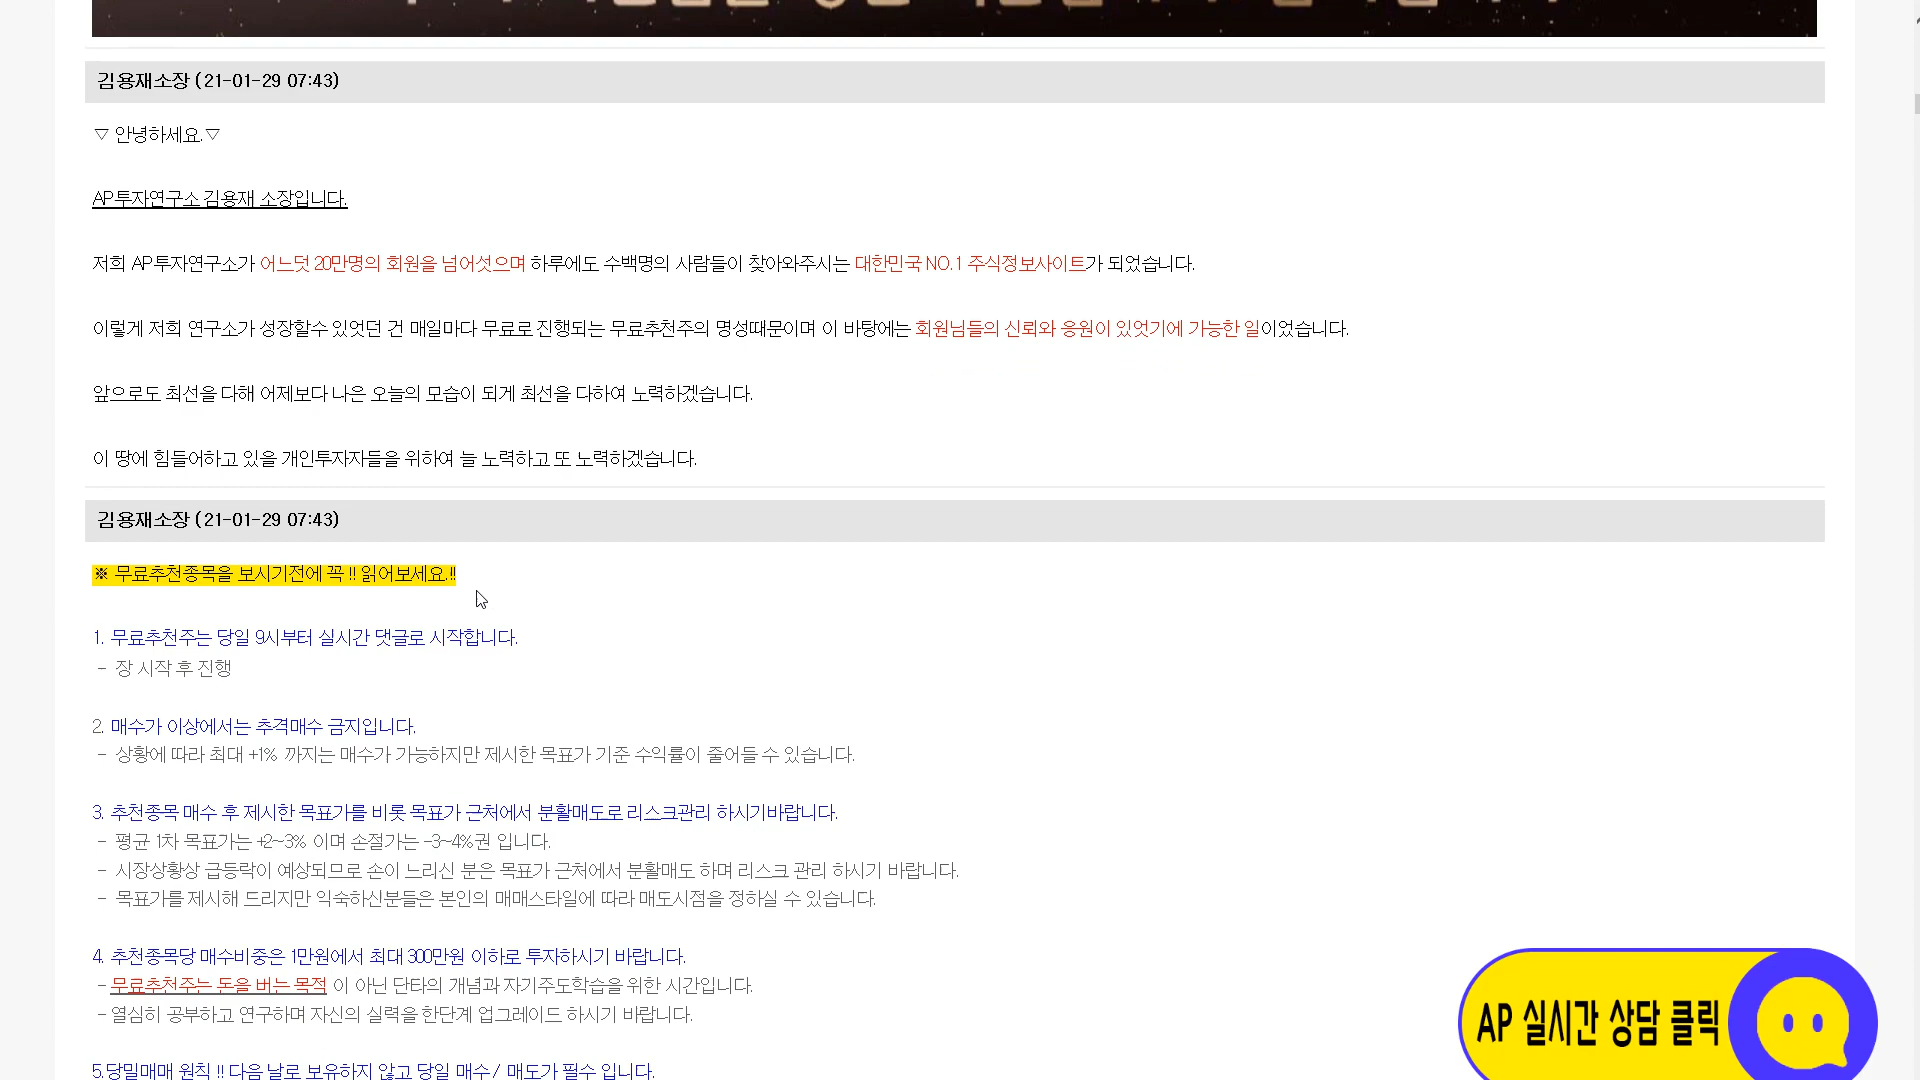 김용재소장 (21-01-29 07:43)
▽ 안녕하세요.▽
AP투자연구소 김용재 소장입니다.
저희 AP투자연구소가 어느덧 20만명의 회원을 넘어섯으며 하루에도 수백명의 사람들이 찾아와주시는 대한민국 NO.1 주식정보사이트가 되었습니다.
이렇게 저희 연구소가 성장할수 있엇던 건 매일마다 무료로 진행되는 무료추천주의 명성때문이며 이 바탕에는 회원님들의 신뢰와 응원이 있엇기에 가능한 일이었습니다.
앞으로도 최선을 다해 어제보다 나은 오늘의 모습이 되게 최선을 다하여 노력하겠습니다.
이 땅에 힘들어하고 있을 개인투자자들을 위하여 늘 노력하고 또 노력하겠습니다.
김용재소장 (21-01-29 07:43)
※ 무료추천종목을 보시기전에 꼭 !! 읽어보세요.!!
1. 무료추천주는 당일 9시부터 실시간 댓글로 시작합니다.
- 장 시작 후 진행
2. 매수가 이상에서는 추격매수 금지입니다.
- 상황에 따라 최대 +1% 까지는 매수가 가능하지만 제시한 목표가 기준 수익률이 줄어들 수 있습니다.
3. 추천종목 매수 후 제시한 목표가를 비롯 목표가 근처에서 분활매도로 리스크관리 하시기바랍니다.
- 평균 1차 목표가는 +2~3% 이며 손절가는 -3~4%권 입니다.
- 시장상황상 급등락이 예상되므로 손이 느리신 분은 목표가 근처에서 분활매도 하며 리스크 관리 하시기 바랍니다.
- 목표가를 제시해 드리지만 익숙하신분들은 본인의 매매스타일에 따라 매도시점을 정하실 수 있습니다.
4. 추천종목당 매수비중은 1만원에서 최대 300만원 이하로 투자하시기 바랍니다.
- 무료추천주는 돈을 버는 목적 이 아닌 단타의 개념과 자기주도학습을 위한 시간입니다.
- 열심히 공부하고 연구하며 자신의 실력을 한단계 업그레이드 하시기 바랍니다.
AP 실시간 상담 클릭
5.당밀매매 원칙 !! 다음 날로 보유하지 않고 당일 매수/ 매도가 필수 입니다.